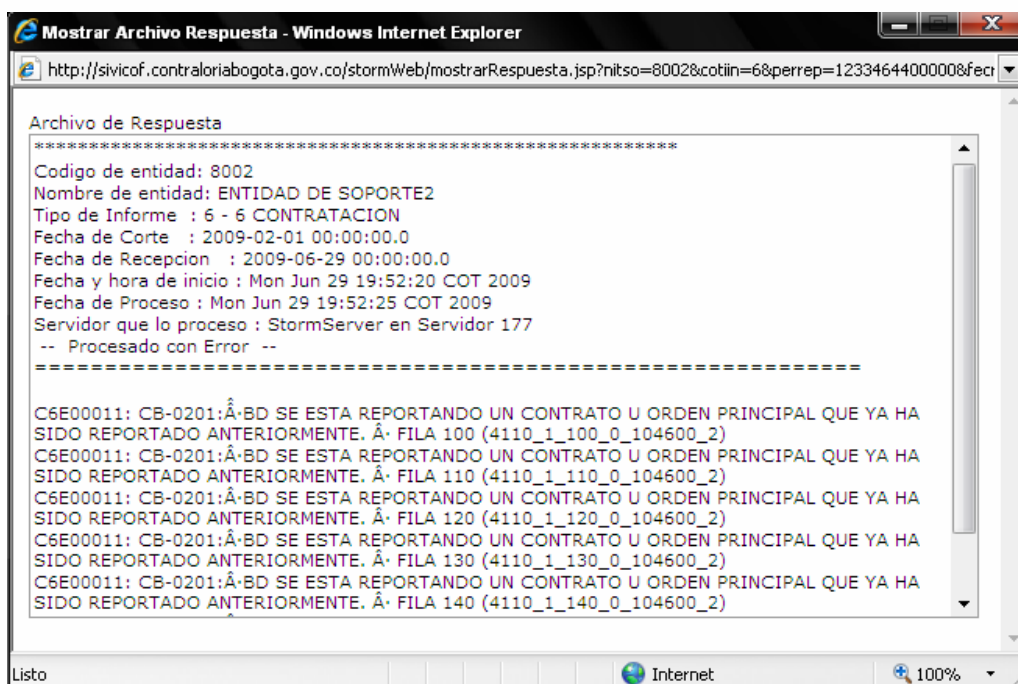 Mostrar Archivo Respuesta - Windows Internet Explorer
http://sivicof.contraloriabogota.gov.co/stormWeb/mostrarRespuesta.jsp?nitso=8002&cotiin=6&perrep=1233464400000&fecr
Archivo de Respuesta
***********************************************************
Codigo de entidad: 8002
Nombre de entidad: ENTIDAD DE SOPORTE2
Tipo de Informe : 6 - 6 CONTRATACION
Fecha de Corte : 2009-02-01 00:00:00.0
Fecha de Recepcion : 2009-06-29 00:00:00.0
Fecha y hora de inicio : Mon Jun 29 19:52:20 COT 2009
Fecha de Proceso : Mon Jun 29 19:52:25 COT 2009
Servidor que lo proceso : StormServer en Servidor 177
-- Procesado con Error --
===========================================================
C6E00011: CB-0201:Â·BD SE ESTA REPORTANDO UN CONTRATO U ORDEN PRINCIPAL QUE YA HA
SIDO REPORTADO ANTERIORMENTE. Â· FILA 100 (4110_1_100_0_104600_2)
C6E00011: CB-0201:Â·BD SE ESTA REPORTANDO UN CONTRATO U ORDEN PRINCIPAL QUE YA HA
SIDO REPORTADO ANTERIORMENTE. Â· FILA 110 (4110_1_110_0_104600_2)
C6E00011: CB-0201:Â·BD SE ESTA REPORTANDO UN CONTRATO U ORDEN PRINCIPAL QUE YA HA
SIDO REPORTADO ANTERIORMENTE. Â· FILA 120 (4110_1_120_0_104600_2)
C6E00011: CB-0201:Â·BD SE ESTA REPORTANDO UN CONTRATO U ORDEN PRINCIPAL QUE YA HA
SIDO REPORTADO ANTERIORMENTE. Â· FILA 130 (4110_1_130_0_104600_2)
C6E00011: CB-0201:Â·BD SE ESTA REPORTANDO UN CONTRATO U ORDEN PRINCIPAL QUE YA HA
SIDO REPORTADO ANTERIORMENTE. Â· FILA 140 (4110_1_140_0_104600_2)
Listo
Internet
100%